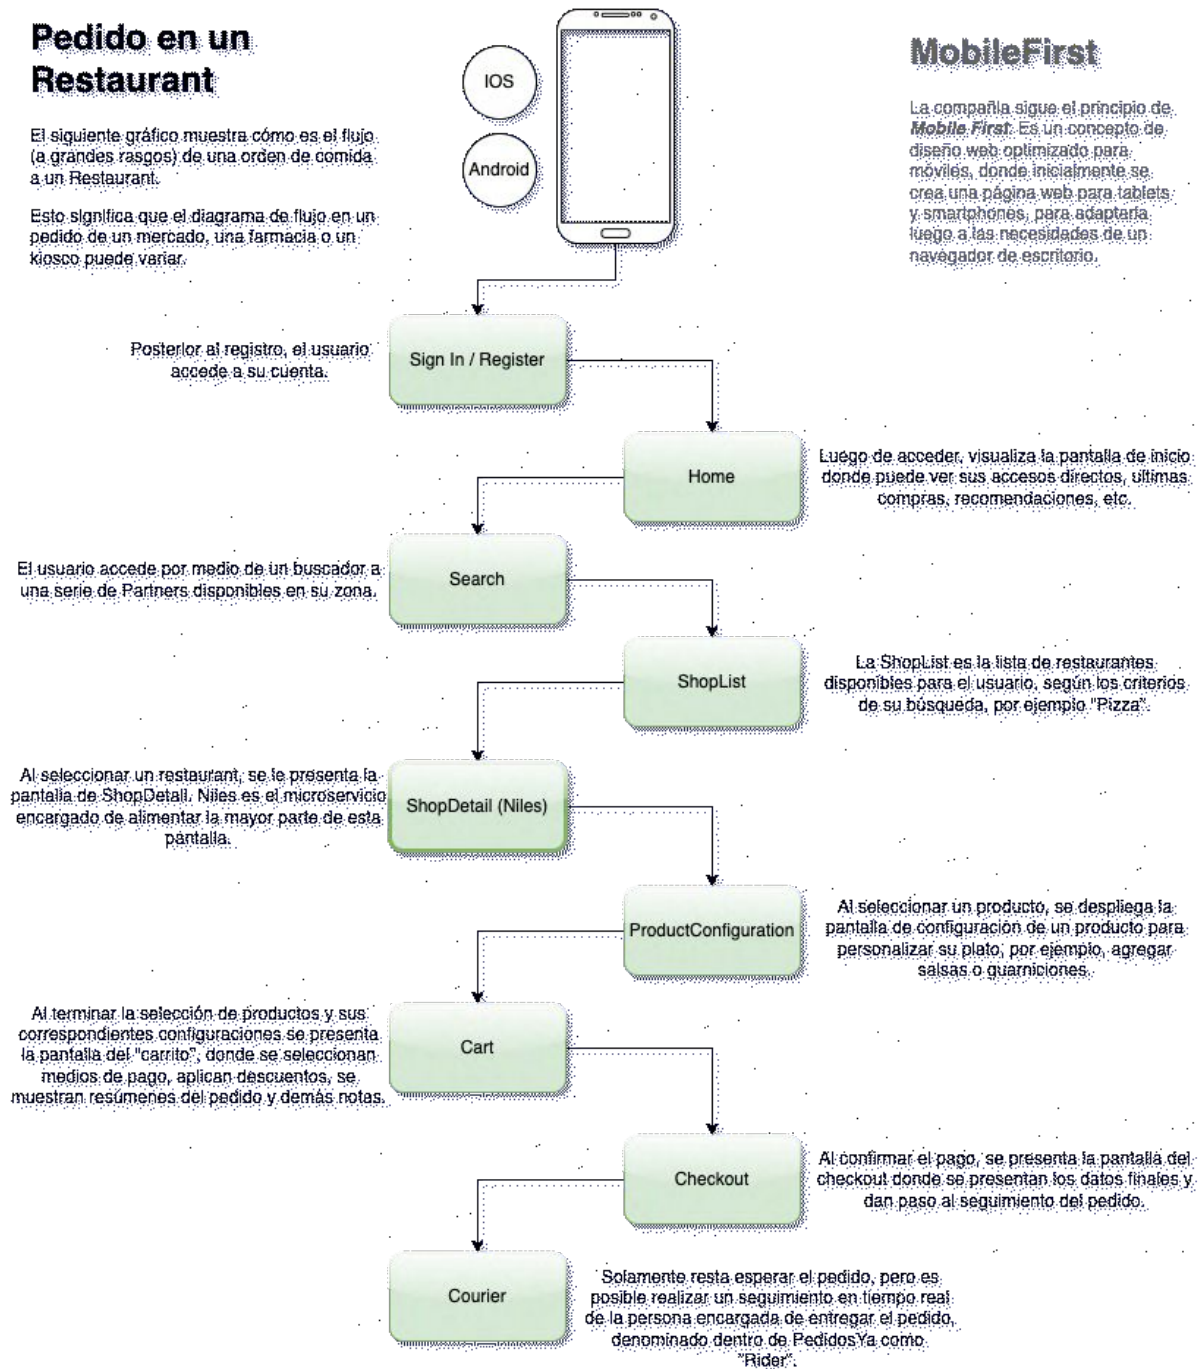 Pedido en un
Restaurant
El siguiente gráfico muestra cómo es el flujo
(a grandes rasgos) de una orden de comida
a un Restaurant.
Esto significa que el diagrama de flujo en un
pedido de un mercado, una farmacia o un
kiosco puede variar.
IOS
Android
MobileFirst
La compañía sigue el principio de
Mobile First. Es un concepto de
diseño web optimizado para
móviles, donde inicialmente se
crea una página web para tablets
y smartphones, para adaptarla
luego a las necesidades de un
navegador de escritorio.
Posterior al registro, el usuario
accede a su cuenta.
Sign In / Register
Home
Luego de acceder, visualiza la pantalla de inicio
donde puede ver sus accesos directos, ultimas
compras, recomendaciones, etc.
El usuario accede por medio de un buscador a
una serie de Partners disponibles en su zona.
Search
ShopList
La ShopList es la lista de restaurantes
disponibles para el usuario, según los criterios
de su búsqueda, por ejemplo "Pizza".
Al seleccionar un restaurant, se le presenta la
pantalla de ShopDetail. Niles es el microservicio
encargado de alimentar la mayor parte de esta
pantalla.
ShopDetail (Niles)
ProductConfiguration
Al seleccionar un producto, se despliega la
pantalla de configuración de un producto para
personalizar su plato, por ejemplo, agregar
salsas o guarniciones.
Al terminar la selección de productos y sus
correspondientes configuraciones se presenta
la pantalla del "carrito", donde se seleccionan
medios de pago, aplican descuentos, se
muestran resúmenes del pedido y demás notas.
Cart
Checkout
Al confirmar el pago, se presenta la pantalla del
checkout donde se presentan los datos finales y
dan paso al seguimiento del pedido.
Courier
Solamente resta esperar el pedido, pero es
posible realizar un seguimiento en tiempo real
de la persona encargada de entregar el pedido,
denominado dentro de PedidosYa como
"Rider".